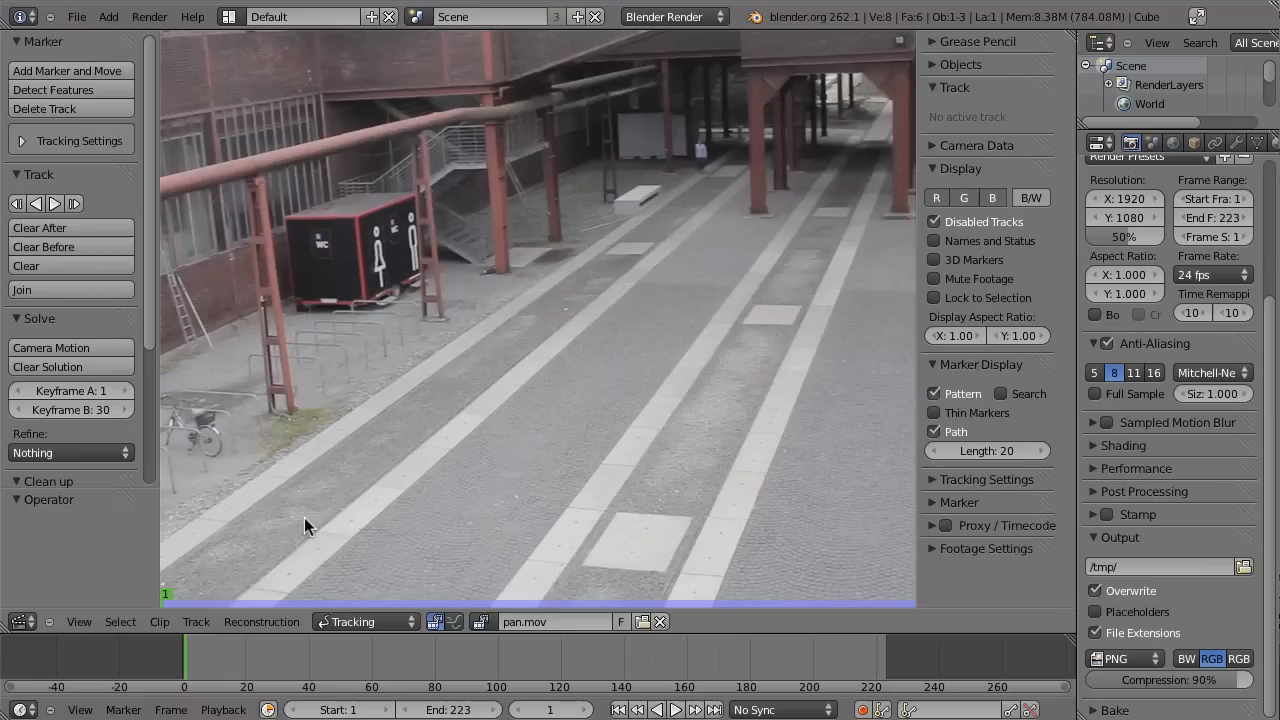 File Add Render Help Default Scene 3 Blender Render blender.org 262.1 | Ve:8 | Fa:6 | Ob:1-3 | La:1 | Mem:8.38M (784.08M) | Cube
Marker
Add Marker and Move
Detect Features
Delete Track
Tracking Settings
Track
Clear After
Clear Before
Clear
Join
Solve
Camera Motion
Clear Solution
Keyframe A: 1
Keyframe B: 30
Refine:
Nothing
Clean up
Operator
WC
WC
1
Grease Pencil
Objects
Track
No active track
Camera Data
Display
R G B B/W
Disabled Tracks
Names and Status
3D Markers
Mute Footage
Lock to Selection
Display Aspect Ratio:
X: 1.00 Y: 1.00
Marker Display
Pattern Search
Thin Markers
Path
Length: 20
Tracking Settings
Marker
Proxy / Timecode
Footage Settings
View Search All Scene
Scene
RenderLayers
World
Render Presets
Resolution: Frame Range:
X: 1920 Start Fra: 1
Y: 1080 End F: 223
50% Frame S: 1
Aspect Ratio: Frame Rate:
X: 1.000 24 fps
Y: 1.000 Time Remappi
Bo Cr 10 10
Anti-Aliasing
5 8 11 16 Mitchell-Ne
Full Sample Siz: 1.000
Sampled Motion Blur
Shading
Performance
Post Processing
Stamp
Output
/tmp/
Overwrite
Placeholders
File Extensions
PNG BW RGB RGB
Compression: 90%
Bake
View Select Clip Track Reconstruction Tracking pan.mov F
-40 -20 0 20 40 60 80 100 120 140 160 180 200 220 240 260
View Marker Frame Playback Start: 1 End: 223 1 No Sync